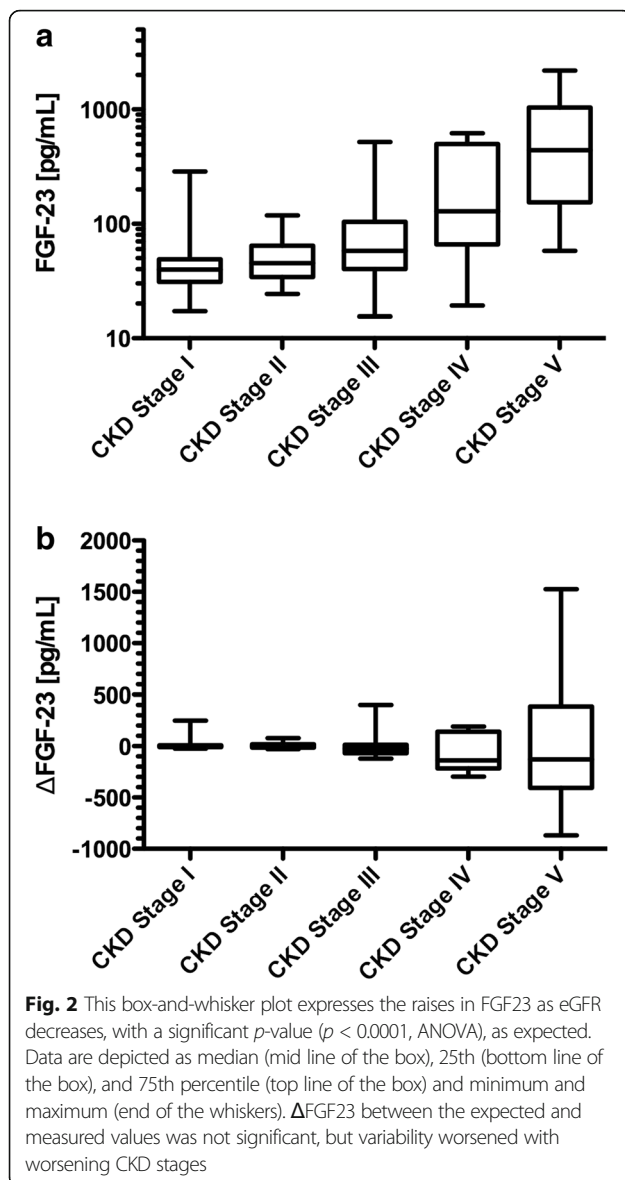 a
FGF-23 [pg/mL]
1000
100
10
CKD Stage I
CKD Stage II
CKD Stage III
CKD Stage IV
CKD Stage V
b
ΔFGF-23 [pg/mL]
2000
1500
1000
500
0
-500
-1000
CKD Stage I
CKD Stage II
CKD Stage III
CKD Stage IV
CKD Stage V
Fig. 2 This box-and-whisker plot expresses the raises in FGF23 as eGFR
decreases, with a significant p-value (p < 0.0001, ANOVA), as expected.
Data are depicted as median (mid line of the box), 25th (bottom line of
the box), and 75th percentile (top line of the box) and minimum and
maximum (end of the whiskers). ΔFGF23 between the expected and
measured values was not significant, but variability worsened with
worsening CKD stages